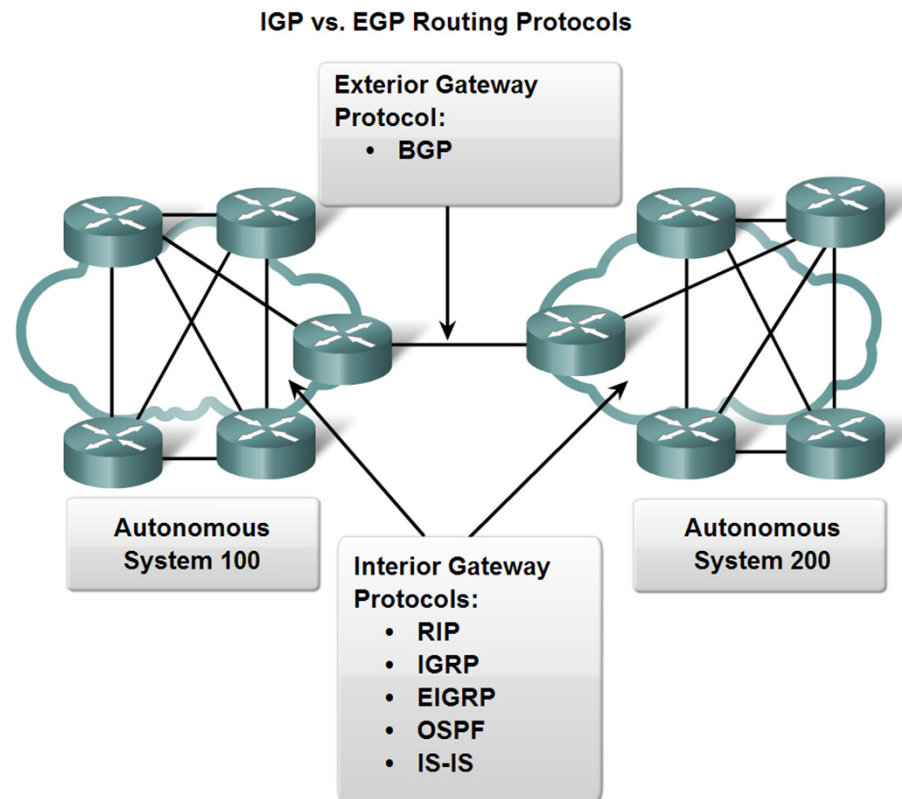 IGP vs. EGP Routing Protocols
Exterior Gateway
Protocol:
• BGP
Autonomous
System 100
Autonomous
System 200
Interior Gateway
Protocols:
• RIP
• IGRP
• EIGRP
• OSPF
• IS-IS